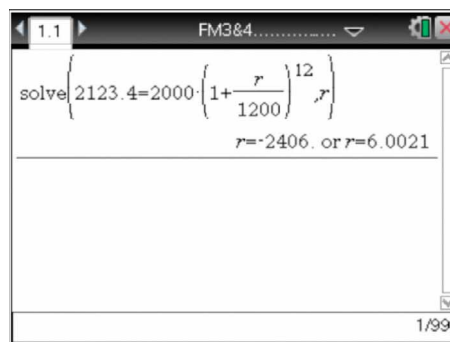 1.1 FM3&4..................
solve(2123.4=2000·(1+r/1200)^12,r)
r=-2406. or r=6.0021
1/99